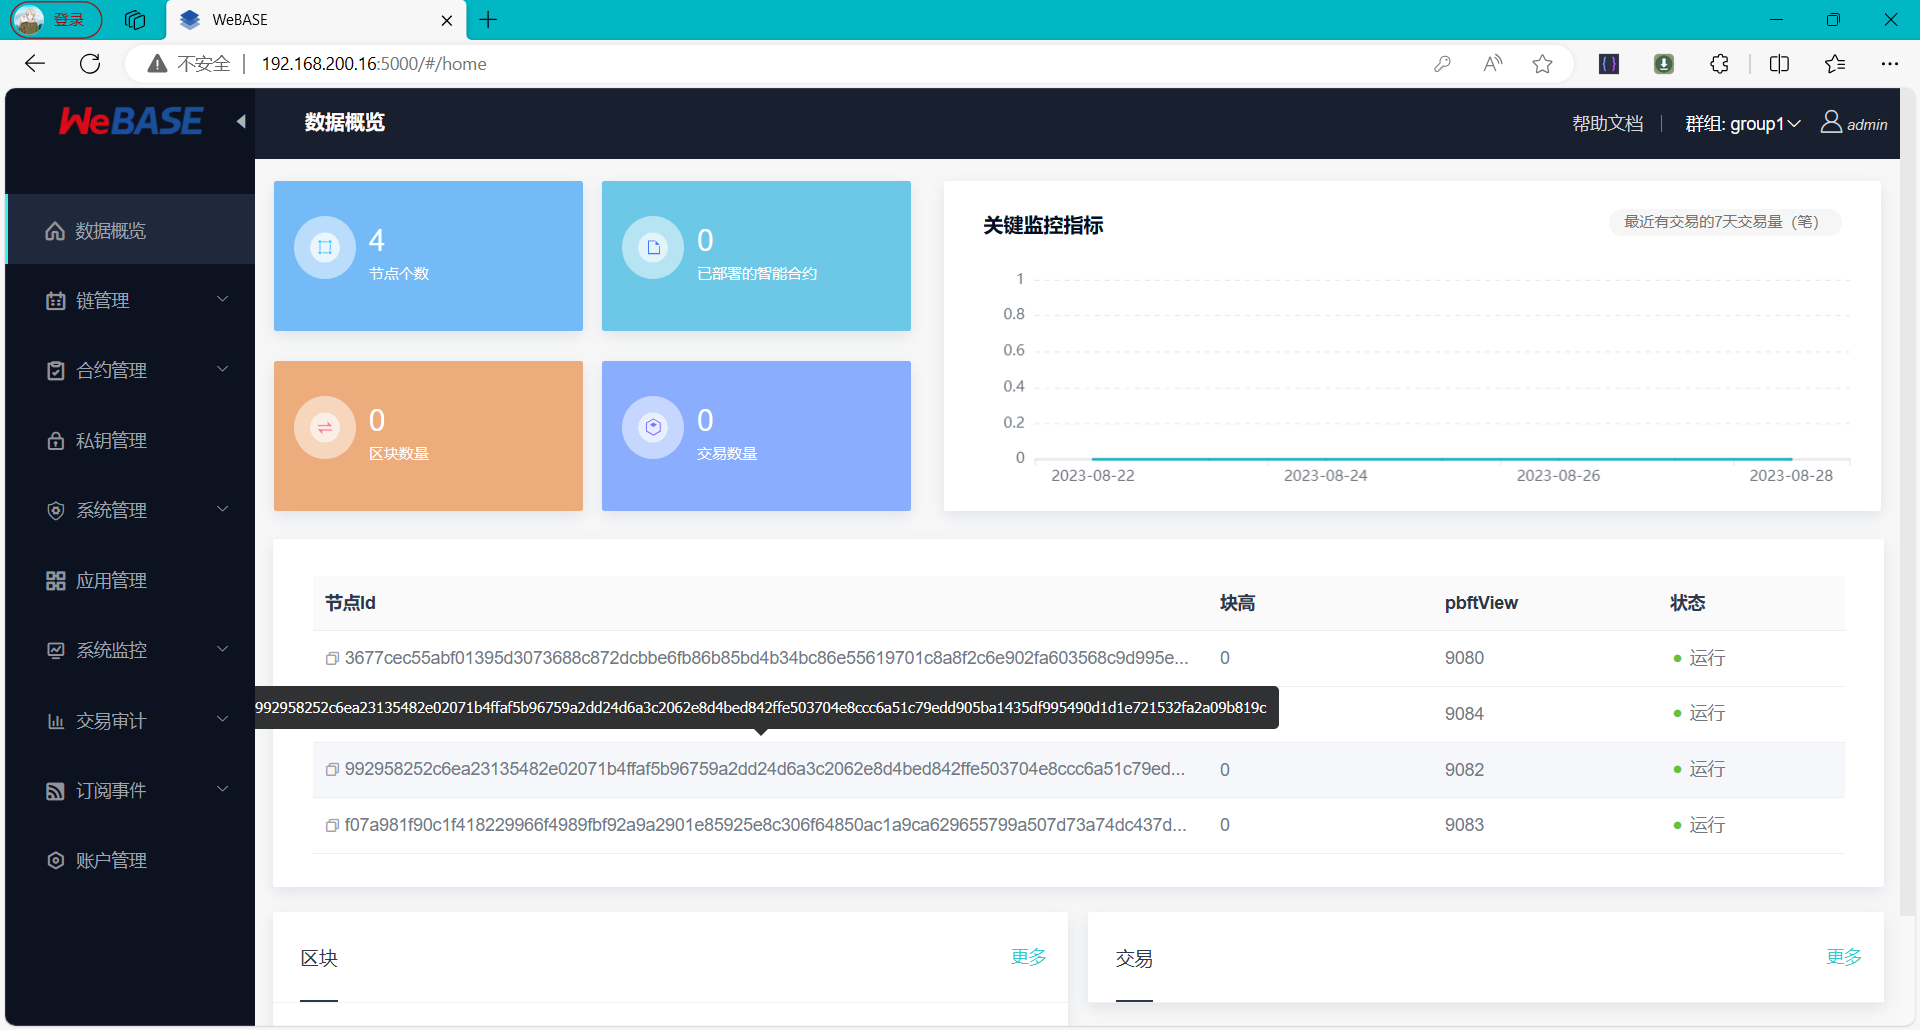 登录
WeBASE
不安全
192.168.200.16:5000/#/home
WeBASE
数据概览
帮助文档
群组: group1
admin
数据概览
链管理
合约管理
私钥管理
系统管理
应用管理
系统监控
交易审计
订阅事件
账户管理
4
节点个数
0
已部署的智能合约
0
区块数量
0
交易数量
关键监控指标
最近有交易的7天交易量（笔）
1
0.8
0.6
0.4
0.2
0
2023-08-22
2023-08-24
2023-08-26
2023-08-28
节点Id 块高 pbftView 状态
3677cec55abf01395d3073688c872dcbbe6fb86b85bd4b34bc86e55619701c8a8f2c6e902fa603568c9d995e... 0 9080 运行
992958252c6ea23135482e02071b4ffaf5b96759a2dd24d6a3c2062e8d4bed842ffe503704e8ccc6a51c79edd905ba1435df995490d1d1e721532fa2a09b819c
9084 运行
992958252c6ea23135482e02071b4ffaf5b96759a2dd24d6a3c2062e8d4bed842ffe503704e8ccc6a51c79ed... 0 9082 运行
f07a981f90c1f418229966f4989fbf92a9a2901e85925e8c306f64850ac1a9ca629655799a507d73a74dc437d... 0 9083 运行
区块
更多
交易
更多